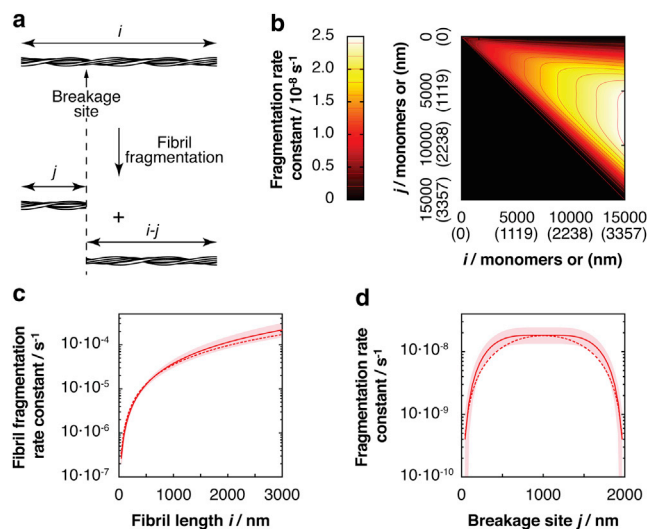 a
i
Breakage
site
Fibril
fragmentation
j
+
i-j
b
Fragmentation rate
constant / 10⁻⁸ s⁻¹
2.5
2.0
1.5
1.0
0.5
0
j / monomers or (nm)
0
(0)
5000
(1119)
10000
(2238)
15000
(3357)
0 5000 10000 15000
(0) (1119) (2238) (3357)
i / monomers or (nm)
c
Fibril fragmentation
rate constant / s⁻¹
10·10⁻⁴
10·10⁻⁵
10·10⁻⁶
10·10⁻⁷
0 1000 2000 3000
Fibril length i / nm
d
Fragmentation rate
constant / s⁻¹
10·10⁻⁸
10·10⁻⁹
10·10⁻¹⁰
0 1000 2000
Breakage site j / nm